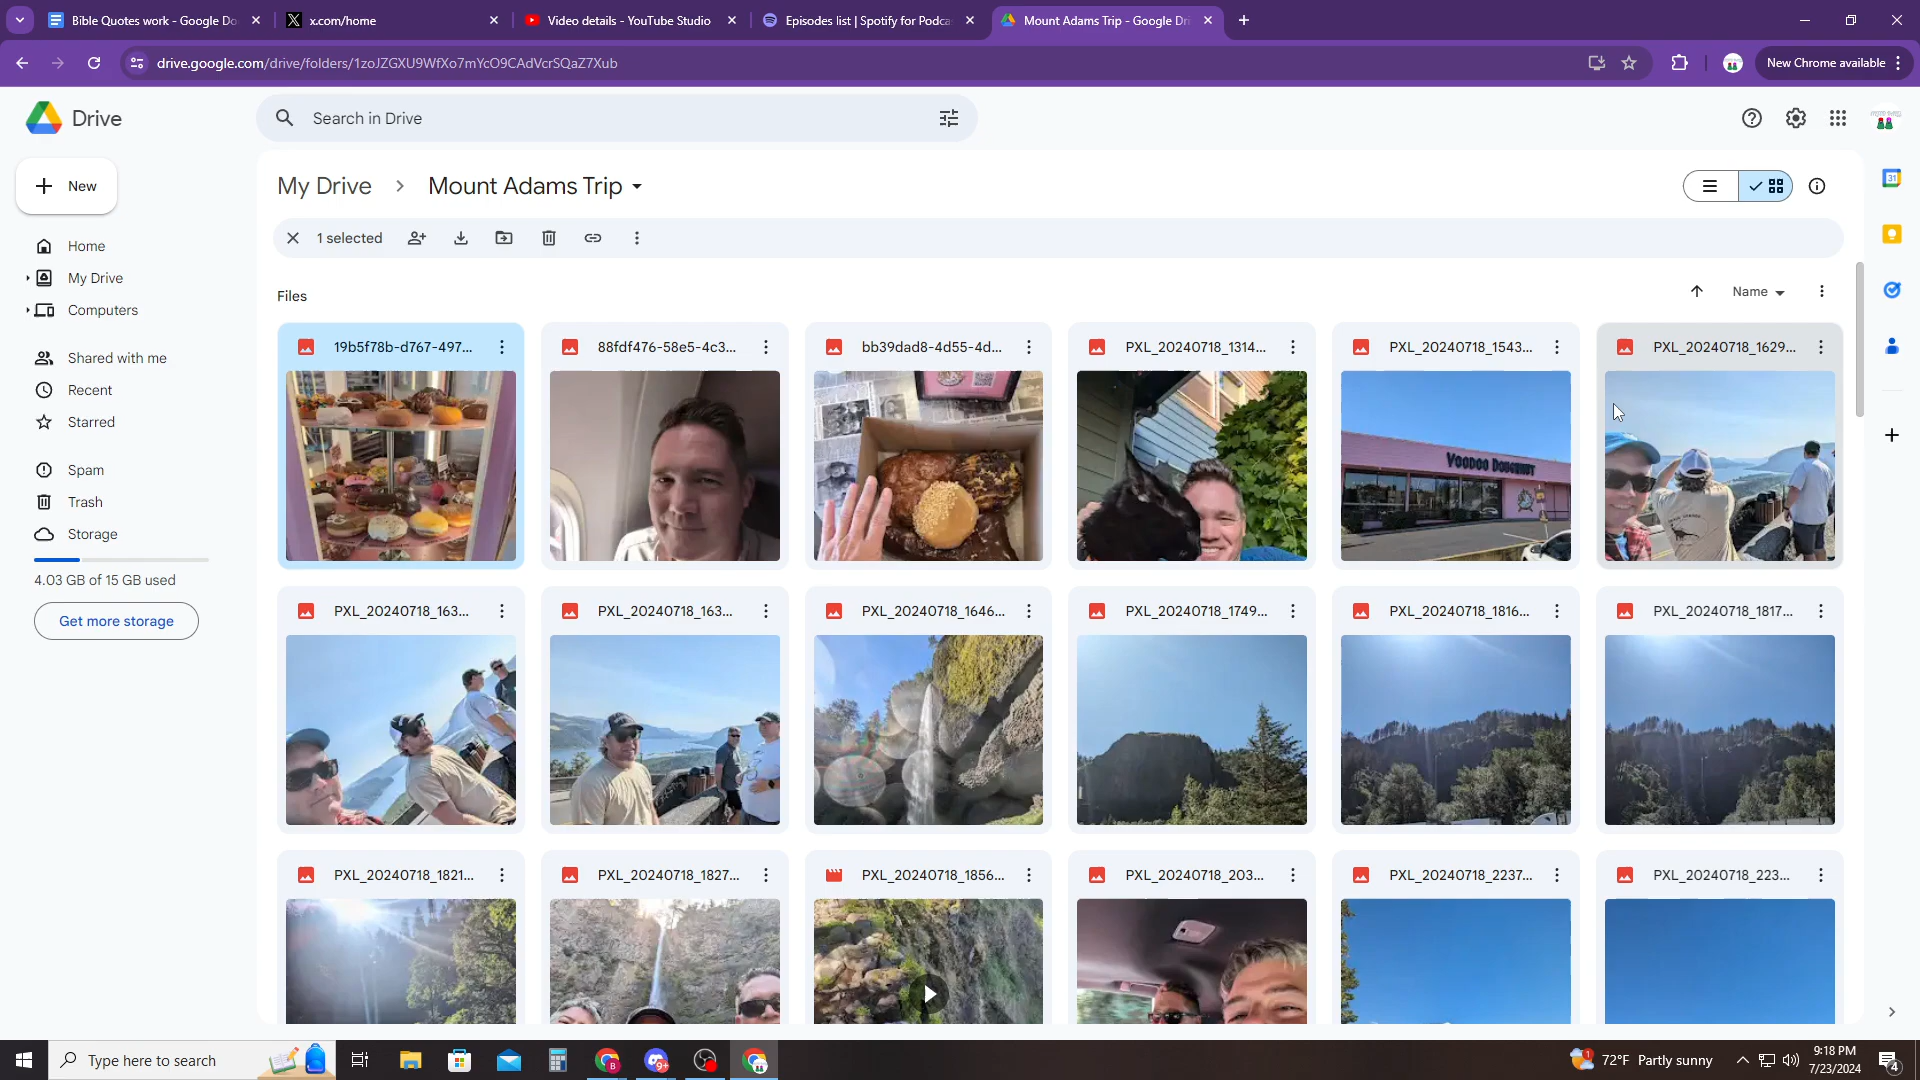 Bible Quotes work - Google Do
x.com/home
Video details - YouTube Studio
Episodes list | Spotify for Podca
Mount Adams Trip - Google Dri
drive.google.com/drive/folders/1zoJZGXU9WfXo7mYcO9CAdVcrSQaZ7Xub
New Chrome available
Drive
Search in Drive
New
My Drive
Mount Adams Trip
1 selected
Home
My Drive
Computers
Shared with me
Recent
Starred
Spam
Trash
Storage
4.03 GB of 15 GB used
Get more storage
Files
Name
31
19b5f78b-d767-497...
88fdf476-58e5-4c3...
bb39dad8-4d55-4d...
PXL_20240718_1314...
PXL_20240718_1543...
PXL_20240718_1629...
VOODOO DOUGHNUT
PXL_20240718_163...
PXL_20240718_163...
PXL_20240718_1646...
PXL_20240718_1749...
PXL_20240718_1816...
PXL_20240718_1817...
PXL_20240718_1821...
PXL_20240718_1827...
PXL_20240718_1856...
PXL_20240718_203...
PXL_20240718_2237...
PXL_20240718_223...
Type here to search
B
9+
1
72°F Partly sunny
9:18 PM
7/23/2024
4